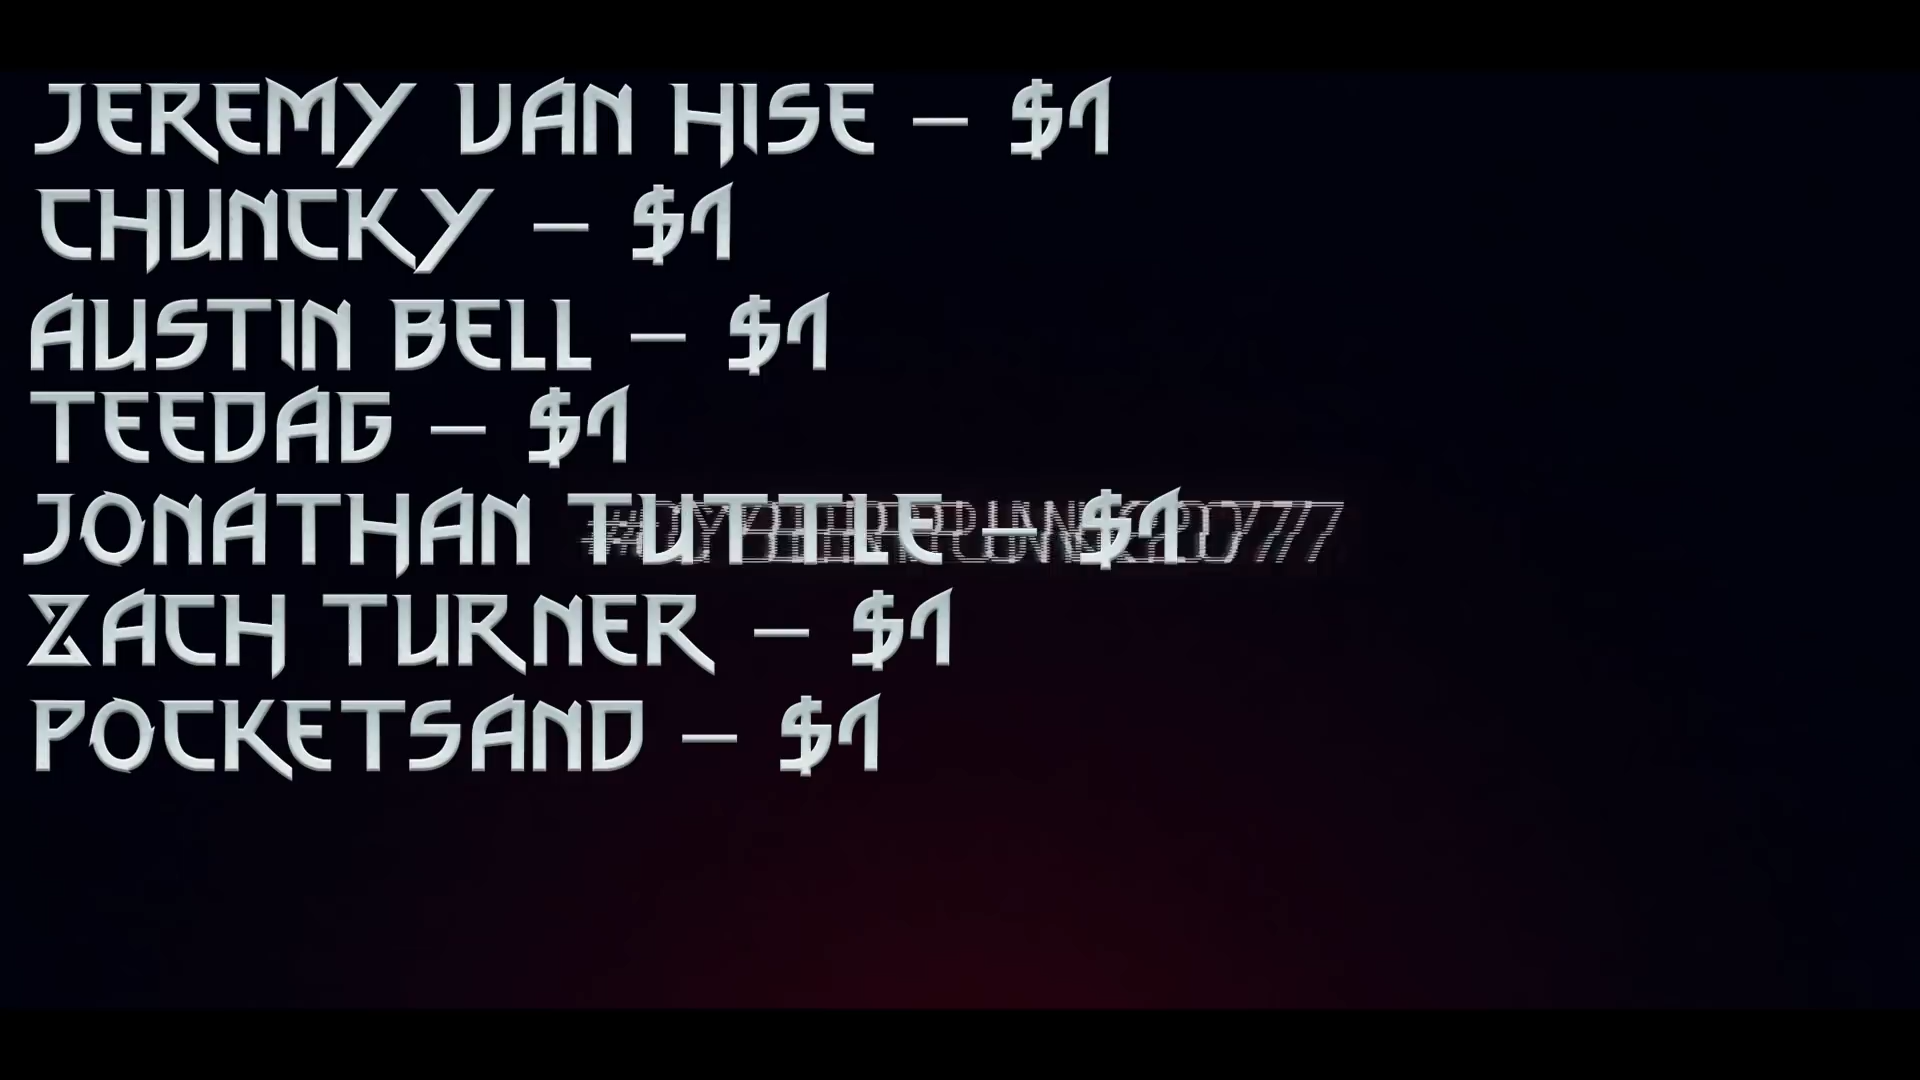 JEREMY VAN HISE – $1
CHUNCKY – $1
AUSTIN BELL – $1
TEEDAG – $1
JONATHAN TUTTLE – $1
#CYBERPUNK2077
ZACH TURNER – $1
POCKETSAND – $1